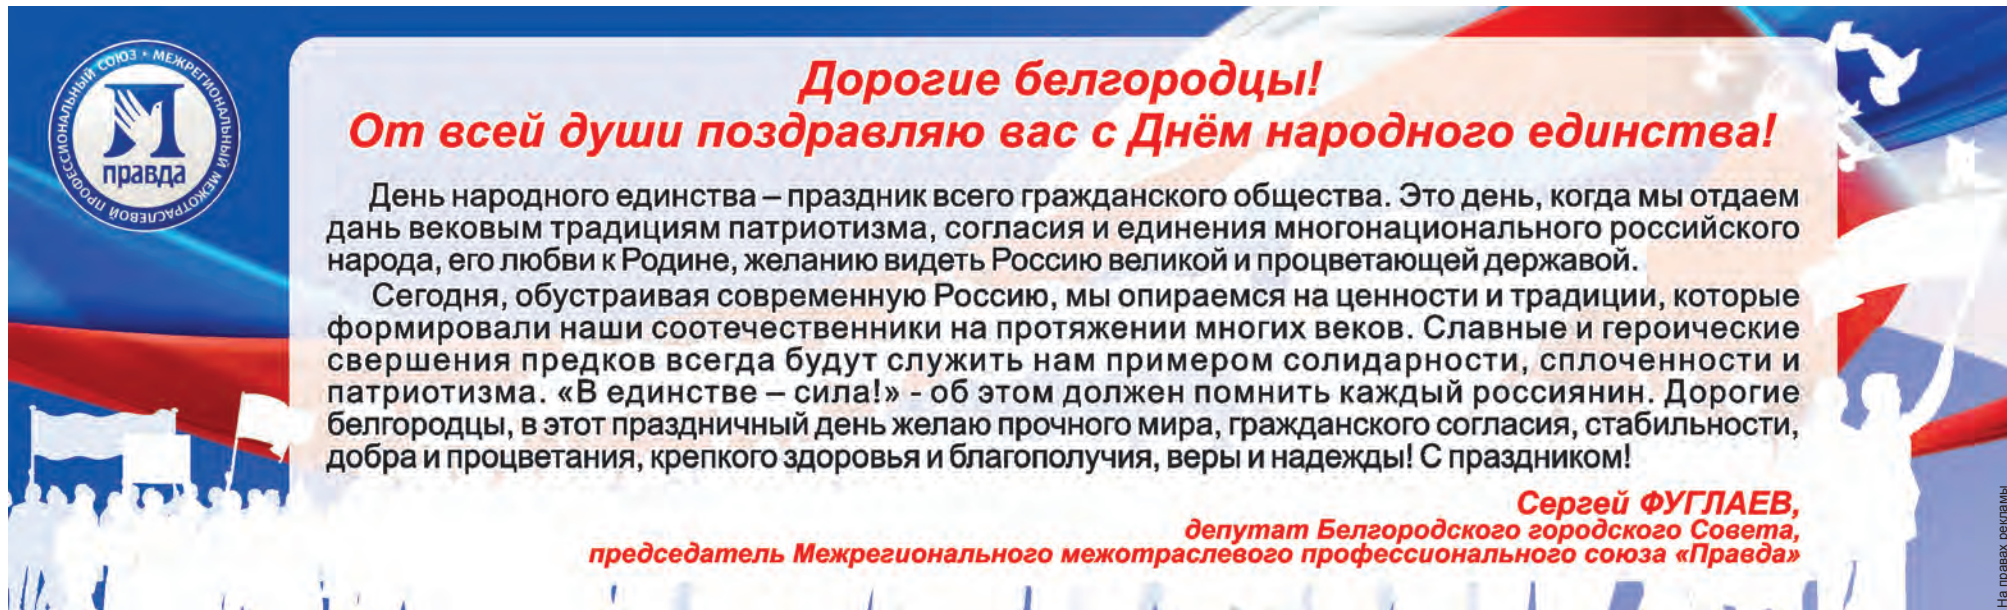 МЕЖРЕГИОНАЛЬНЫЙ МЕЖОТРАСЛЕВОЙ ПРОФЕССИОНАЛЬНЫЙ СОЮЗ •
правда
Дорогие белгородцы!
От всей души поздравляю вас с Днём народного единства!
День народного единства – праздник всего гражданского общества. Это день, когда мы отдаем
дань вековым традициям патриотизма, согласия и единения многонационального российского
народа, его любви к Родине, желанию видеть Россию великой и процветающей державой.
Сегодня, обустраивая современную Россию, мы опираемся на ценности и традиции, которые
формировали наши соотечественники на протяжении многих веков. Славные и героические
свершения предков всегда будут служить нам примером солидарности, сплоченности и
патриотизма. «В единстве – сила!» - об этом должен помнить каждый россиянин. Дорогие
белгородцы, в этот праздничный день желаю прочного мира, гражданского согласия, стабильности,
добра и процветания, крепкого здоровья и благополучия, веры и надежды! С праздником!
Сергей ФУГЛАЕВ,
депутат Белгородского городского Совета,
председатель Межрегионального межотраслевого профессионального союза «Правда»
На правах рекламы